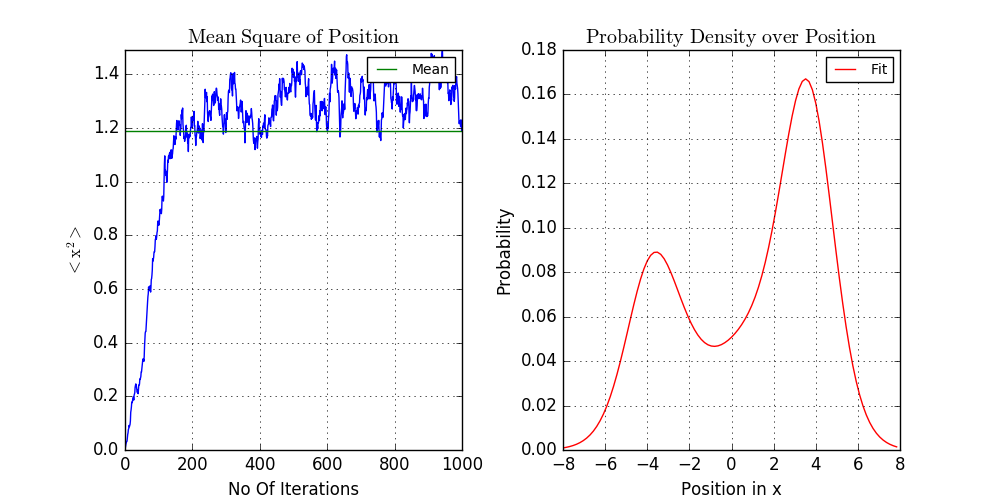 Mean Square of Position
Mean
1.4
1.2
1.0
0.8
0.6
0.4
0.2
0.0
< x² >
0 200 400 600 800 1000
No Of Iterations
Probability Density over Position
Fit
0.18
0.16
0.14
0.12
0.10
0.08
0.06
0.04
0.02
0.00
Probability
−8 −6 −4 −2 0 2 4 6 8
Position in x